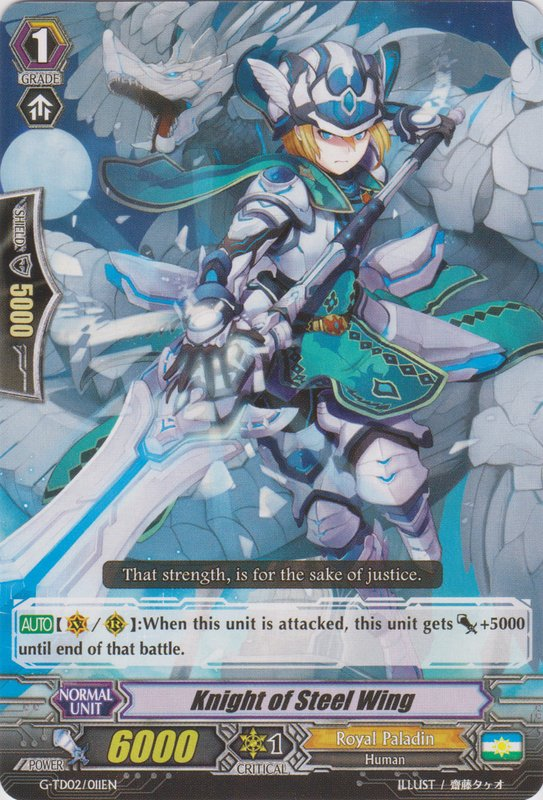 1
GRADE
SHIELD
5000
That strength, is for the sake of justice.
AUTO【 V / R 】:When this unit is attacked, this unit gets +5000
until end of that battle.
NORMAL
UNIT
Knight of Steel Wing
POWER
6000
1
CRITICAL
Royal Paladin
Human
G-TD02/011EN
ILLUST / 齋藤タケオ